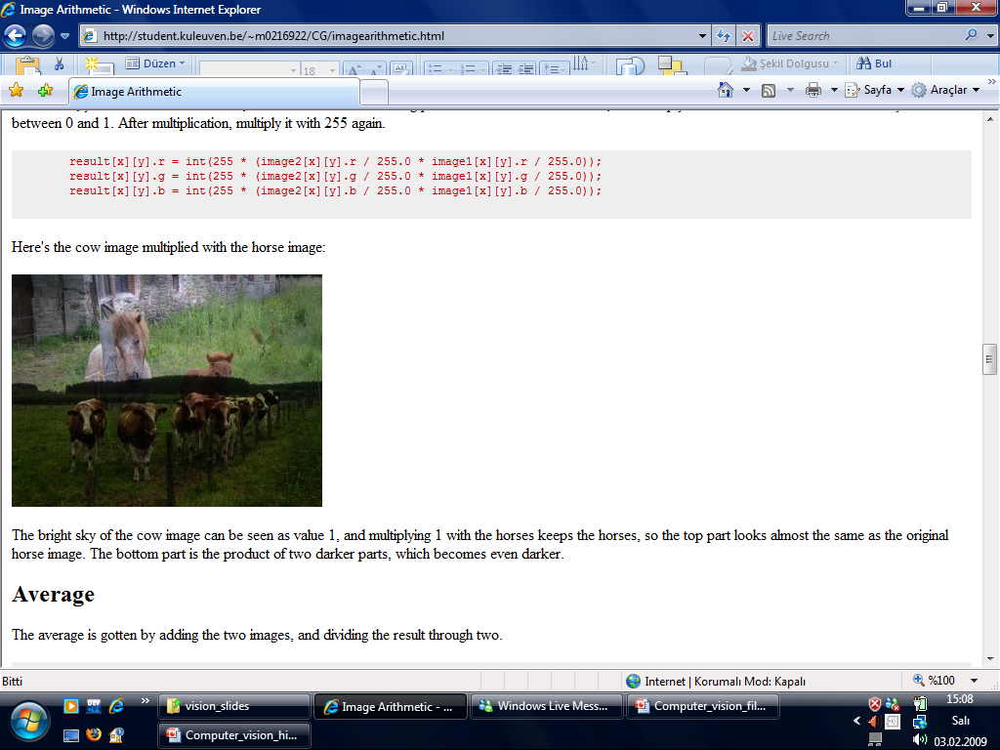 Image Arithmetic - Windows Internet Explorer
http://student.kuleuven.be/~m0216922/CG/imagearithmetic.html
Live Search
Düzen
18
Şekil Dolgusu
Bul
Image Arithmetic
Sayfa
Araçlar
between 0 and 1. After multiplication, multiply it with 255 again.
result[x][y].r = int(255 * (image2[x][y].r / 255.0 * image1[x][y].r / 255.0));
result[x][y].g = int(255 * (image2[x][y].g / 255.0 * image1[x][y].g / 255.0));
result[x][y].b = int(255 * (image2[x][y].b / 255.0 * image1[x][y].b / 255.0));
Here's the cow image multiplied with the horse image:
The bright sky of the cow image can be seen as value 1, and multiplying 1 with the horses keeps the horses, so the top part looks almost the same as the original
horse image. The bottom part is the product of two darker parts, which becomes even darker.
Average
The average is gotten by adding the two images, and dividing the result through two.
Bitti
Internet | Korumalı Mod: Kapalı
%100
vision_slides
Image Arithmetic - ...
Windows Live Mess...
Computer_vision_fil...
15:08
Salı
Computer_vision_hi...
03.02.2009